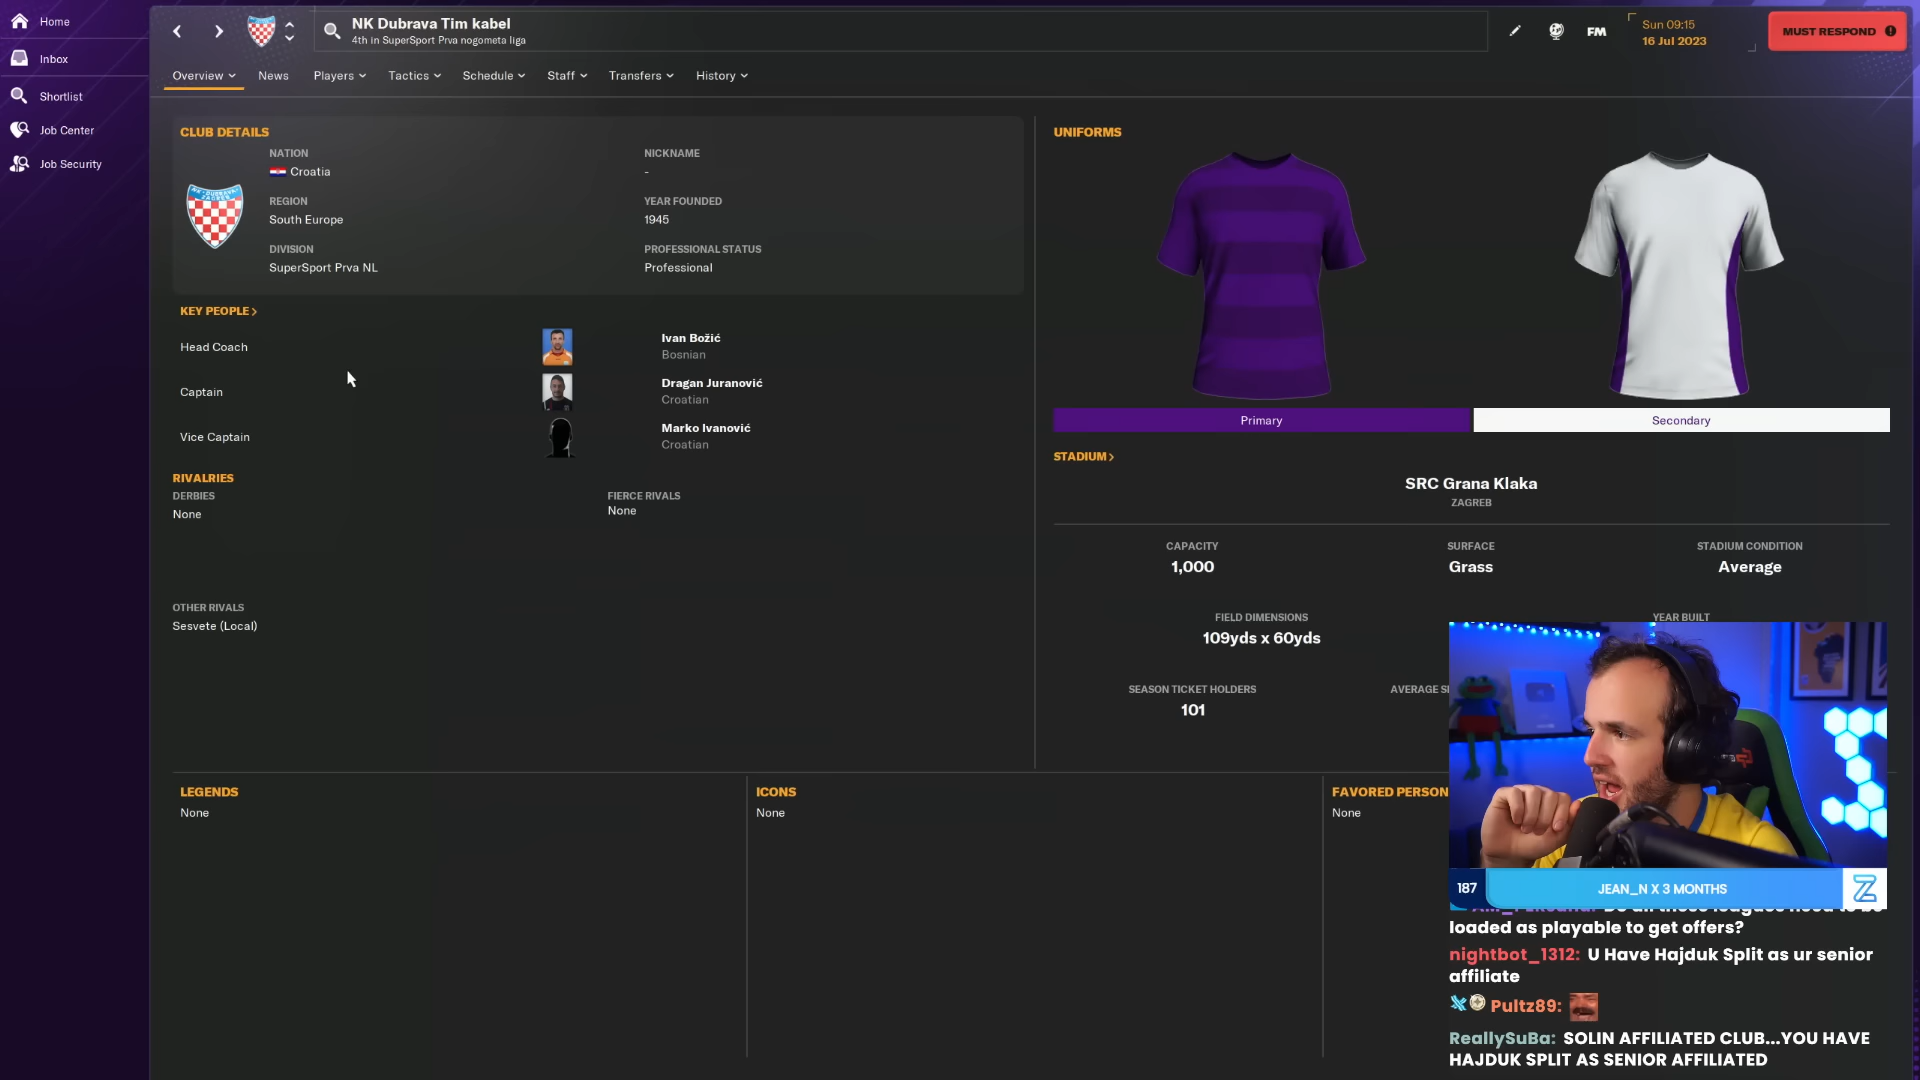 Home
Inbox
Shortlist
Job Center
Job Security
NK Dubrava Tim kabel
4th in SuperSport Prva nogometa liga
FM
Sun 09:15
16 Jul 2023
MUST RESPOND
Overview
News
Players
Tactics
Schedule
Staff
Transfers
History
CLUB DETAILS
NATION
Croatia
NICKNAME
-
REGION
South Europe
YEAR FOUNDED
1945
DIVISION
SuperSport Prva NL
PROFESSIONAL STATUS
Professional
KEY PEOPLE >
Head Coach
Ivan Božić
Bosnian
Captain
Dragan Juranović
Croatian
Vice Captain
Marko Ivanović
Croatian
RIVALRIES
DERBIES
None
FIERCE RIVALS
None
OTHER RIVALS
Sesvete (Local)
UNIFORMS
Primary
Secondary
STADIUM >
SRC Grana Klaka
ZAGREB
CAPACITY
1,000
SURFACE
Grass
STADIUM CONDITION
Average
FIELD DIMENSIONS
109yds x 60yds
YEAR BUILT
SEASON TICKET HOLDERS
101
AVERAGE
LEGENDS
None
ICONS
None
FAVORED PERSON
None
187
JEAN_N X 3 MONTHS
Z
loaded as playable to get offers?
nightbot_1312: U Have Hajduk Split as ur senior
affiliate
Pultz89:
ReallySuBa: SOLIN AFFILIATED CLUB...YOU HAVE
HAJDUK SPLIT AS SENIOR AFFILIATED